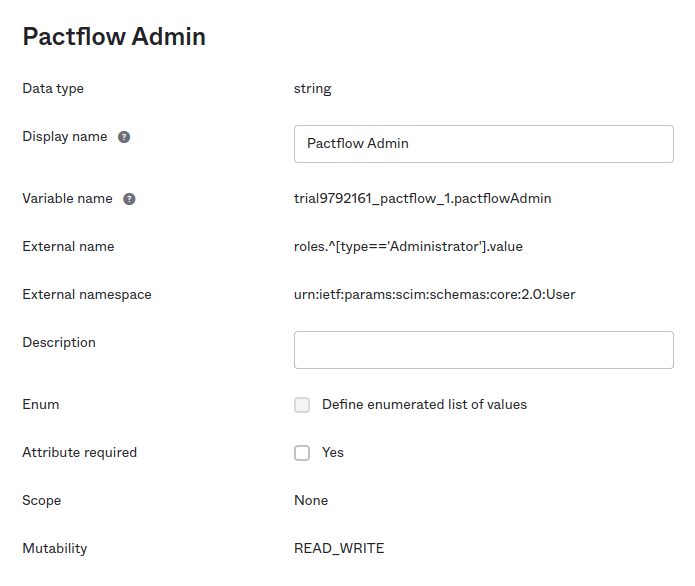 Pactflow Admin
Data type string
Display name ? Pactflow Admin
Variable name ? trial9792161_pactflow_1.pactflowAdmin
External name roles.^[type=='Administrator'].value
External namespace urn:ietf:params:scim:schemas:core:2.0:User
Description
Enum Define enumerated list of values
Attribute required Yes
Scope None
Mutability READ_WRITE